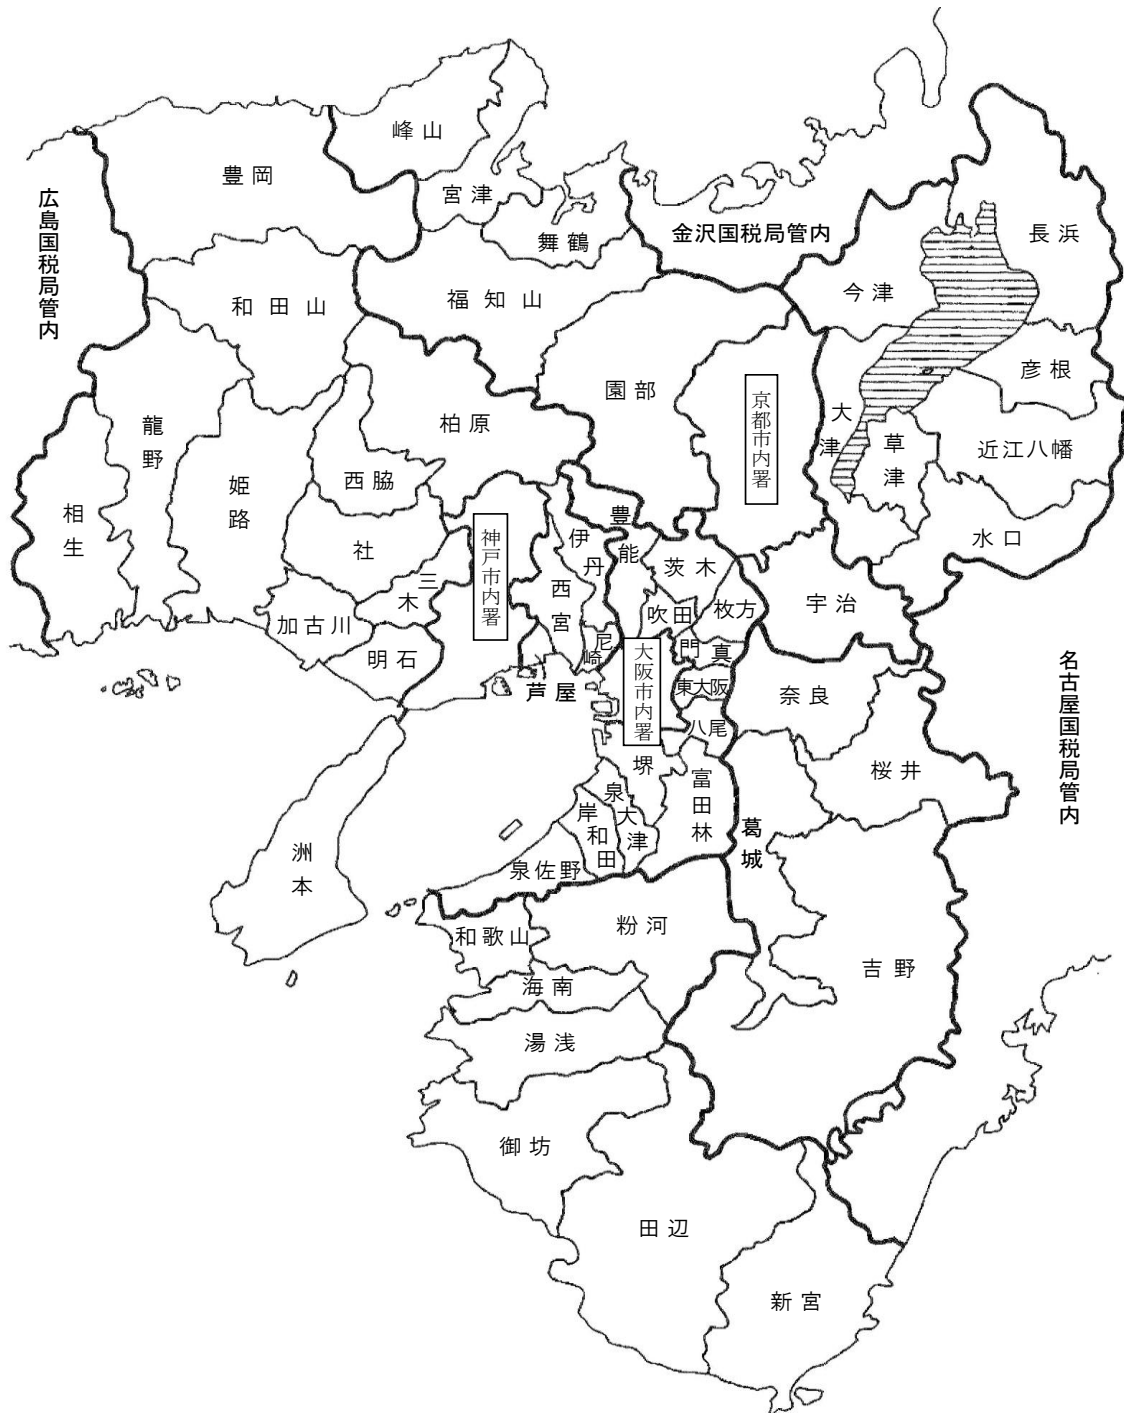 峰山
豊岡
宮津
舞鶴
広島国税局管内
金沢国税局管内
長浜
和田山
福知山
今津
園部
京都市内署
彦根
龍野
柏原
大津
草津
近江八幡
姫路
西脇
相生
豊能
水口
神戸市内署
伊丹
社
茨木
三木
西宮
宇治
加古川
吹田
枚方
明石
尼崎
大阪市内署
門真
名古屋国税局管内
芦屋
東大阪
奈良
八尾
堺
桜井
泉大津
富田林
岸和田
葛城
洲本
泉佐野
粉河
和歌山
吉野
海南
湯浅
御坊
田辺
新宮